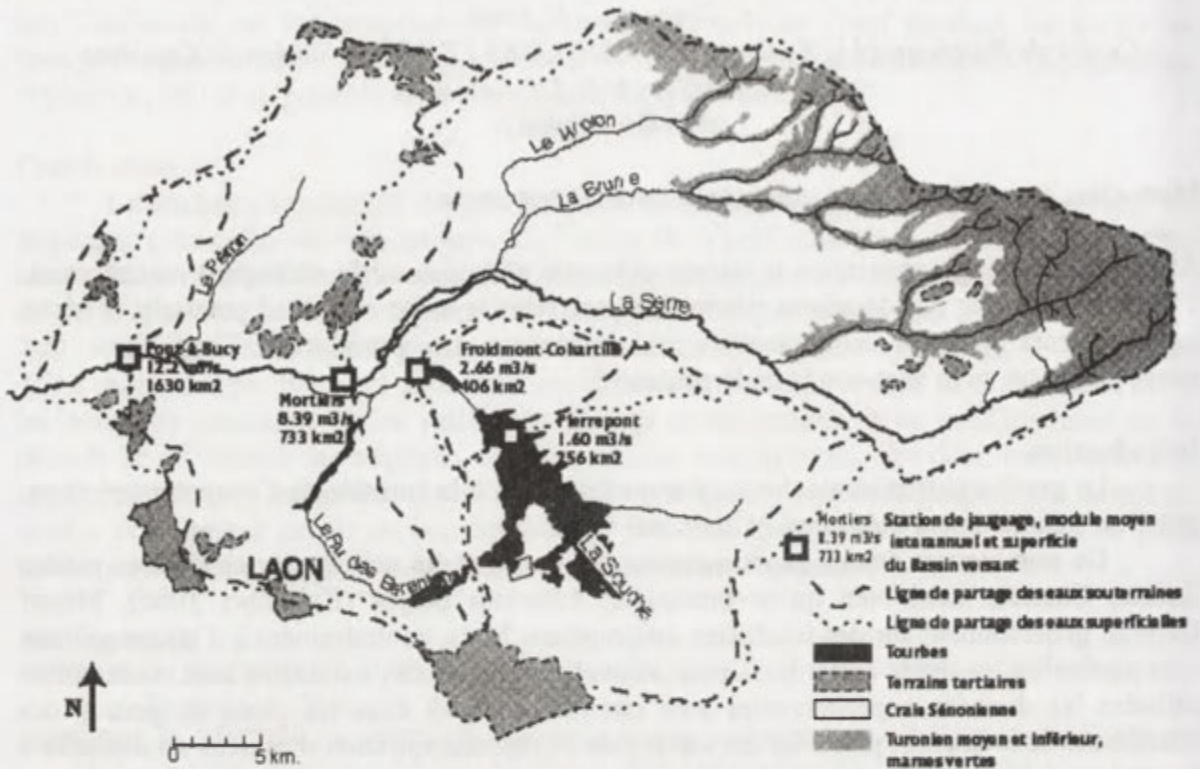 Le Vilpion
La Brune
La Serre
Le Péron
Pont-à-Bucy
12.2 m3/s
1630 km2
Froidmont-Cohartille
2.66 m3/s
406 km2
Mortiers
8.39 m3/s
733 km2
Pierrepont
1.60 m3/s
256 km2
Le Ru des Barentons
La Souche
LAON
N
0 5 km.
Mortiers
8.39 m3/s
733 km2
Station de jaugeage, module moyen
interannuel et superficie
du Bassin versant
Ligne de partage des eaux souterraines
Ligne de partage des eaux superficielles
Tourbes
Terrains tertiaires
Craie Sénonienne
Turonien moyen et inférieur,
marnes vertes